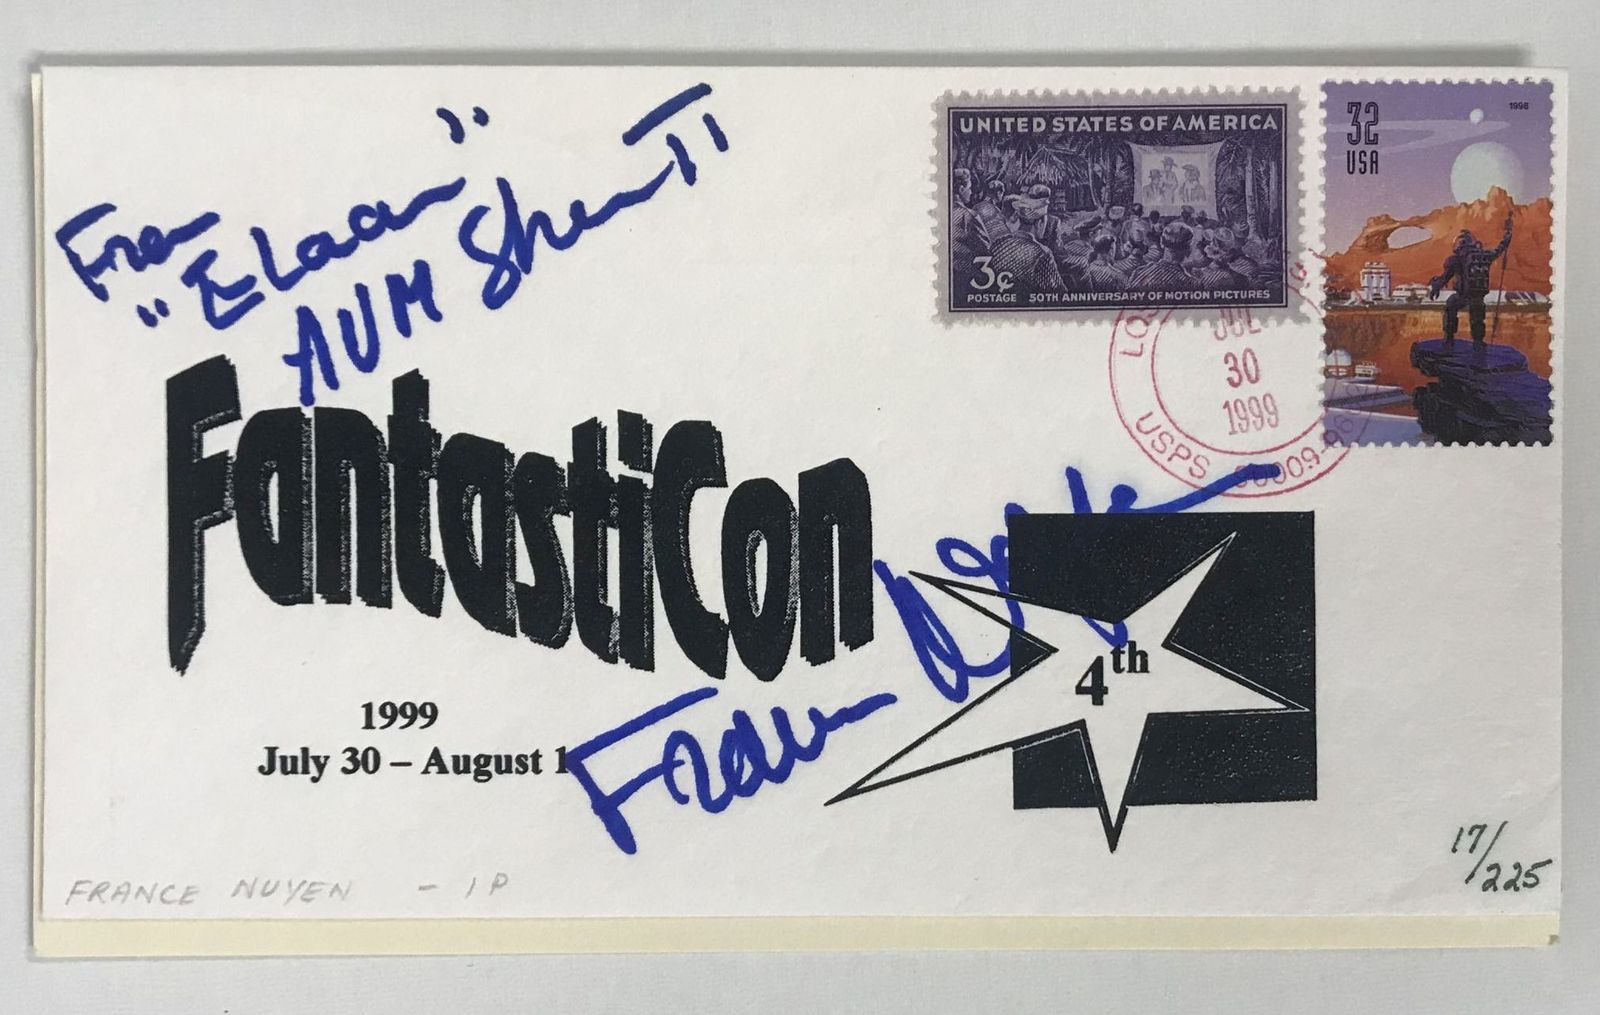 "Elaan"
AUM Shanti
UNITED STATES OF AMERICA
3¢
POSTAGE 50TH ANNIVERSARY OF MOTION PICTURES
32
USA
1998
JUL
30
1999
USPS
FantastiCon
4th
1999
July 30 – August 1
France Nuyen
17/225
FRANCE NUYEN - IP